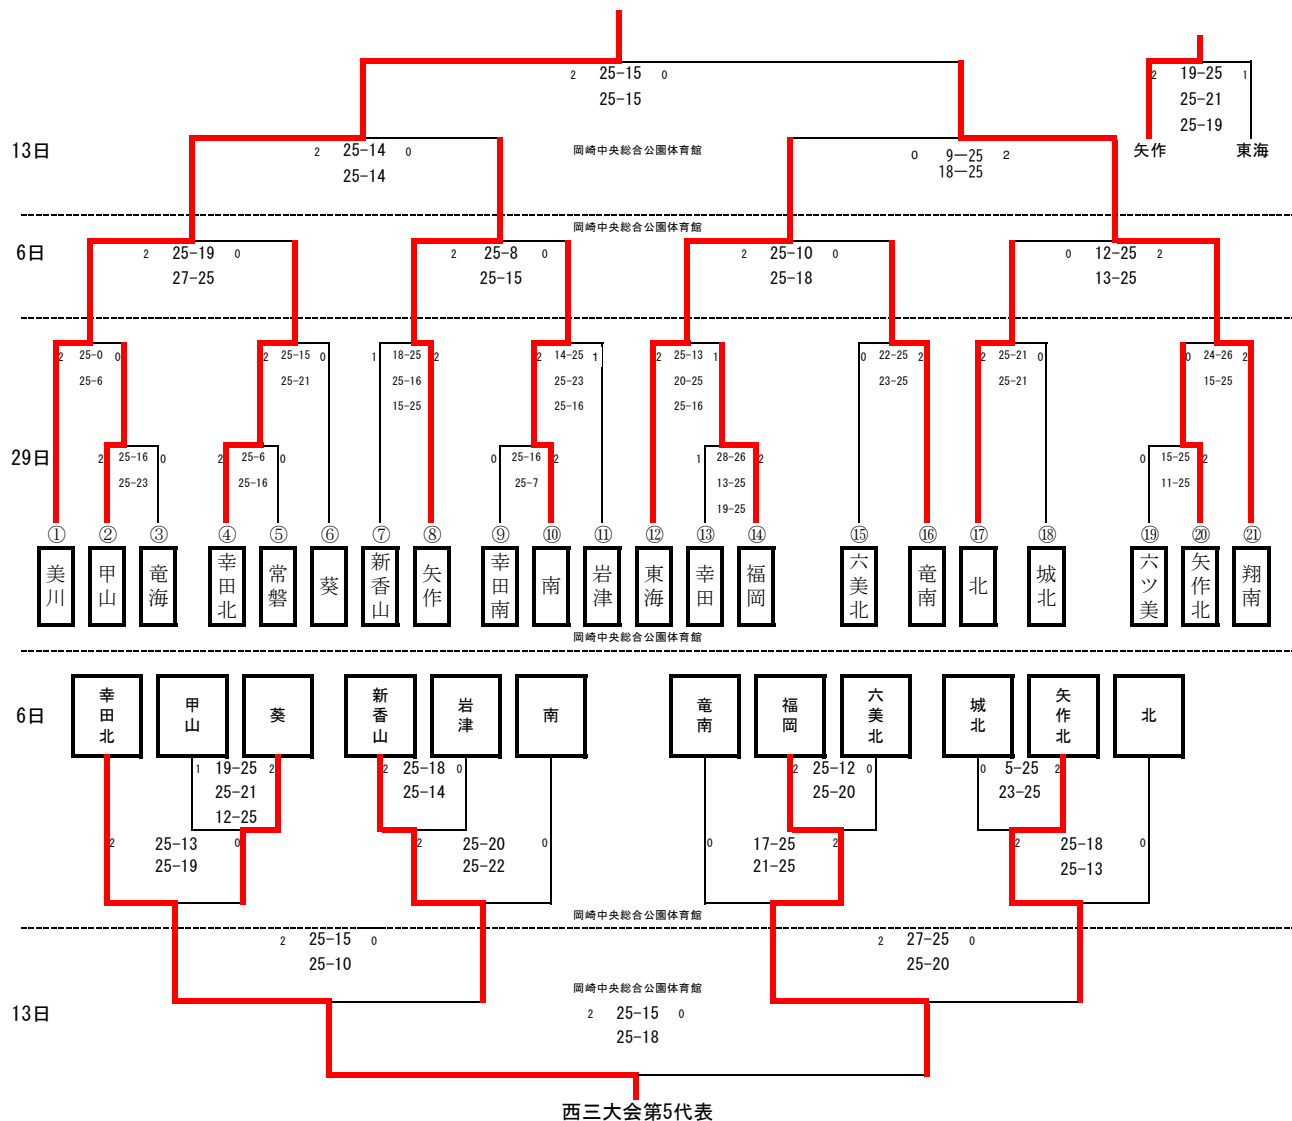 2 25-15 0
25-15
2 19-25 1
25-21
25-19
矢作 東海
13日
2 25-14 0
25-14
岡崎中央総合公園体育館
0 9ー25 2
18ー25
岡崎中央総合公園体育館
6日
2 25-19 0
27-25
2 25-8 0
25-15
2 25-10 0
25-18
0 12-25 2
13-25
2 25-0 0
25-6
2 25-15 0
25-21
1 18-25 2
25-16
15-25
2 14-25 1
25-23
25-16
2 25-13 1
20-25
25-16
0 22-25 2
23-25
2 25-21 0
25-21
0 24-26 2
15-25
29日
2 25-16 0
25-23
2 25-6 0
25-16
0 25-16 2
25-7
1 28-26 2
13-25
19-25
0 15-25 2
11-25
① ② ③ ④ ⑤ ⑥ ⑦ ⑧ ⑨ ⑩ ⑪ ⑫ ⑬ ⑭ ⑮ ⑯ ⑰ ⑱ ⑲ ⑳ ㉑
美川
甲山
竜海
幸田北
常磐
葵
新香山
矢作
幸田南
南
岩津
東海
幸田
福岡
六美北
竜南
北
城北
六ツ美
矢作北
翔南
岡崎中央総合公園体育館
6日
幸田北
甲山
葵
新香山
岩津
南
竜南
福岡
六美北
城北
矢作北
北
1 19-25 2
25-21
12-25
2 25-18 0
25-14
2 25-12 0
25-20
0 5-25 2
23-25
2 25-13 0
25-19
2 25-20 0
25-22
0 17-25 2
21-25
2 25-18 0
25-13
岡崎中央総合公園体育館
2 25-15 0
25-10
2 27-25 0
25-20
13日
岡崎中央総合公園体育館
2 25-15 0
25-18
西三大会第5代表